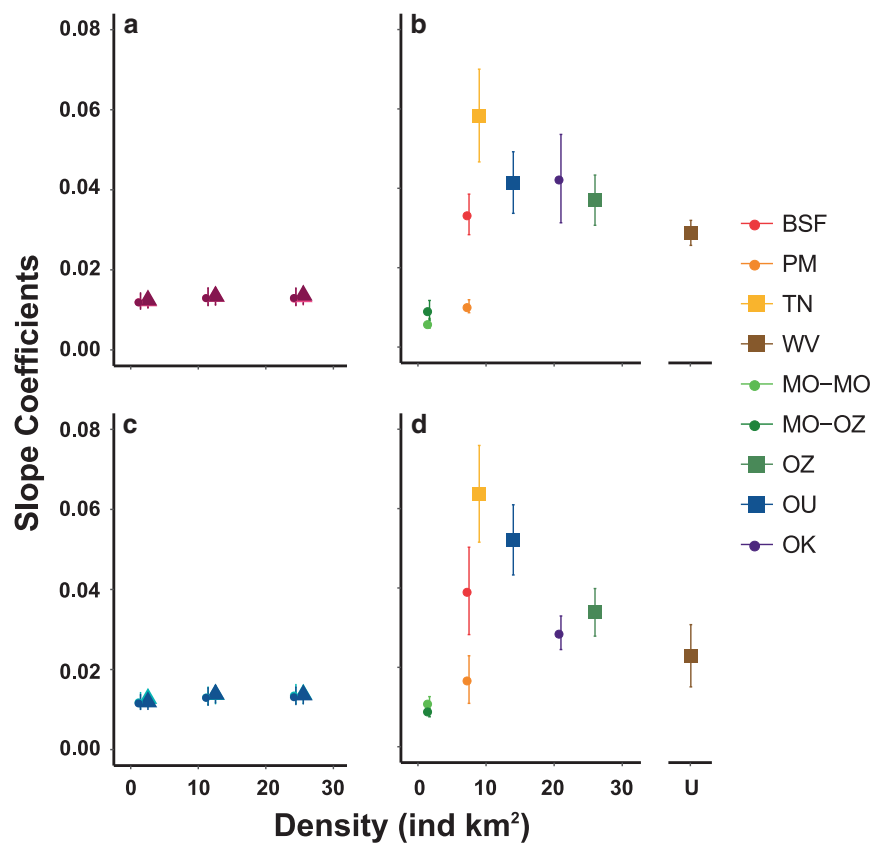 a
b
0.08
0.06
0.04
0.02
0.00
c
d
0.08
0.06
0.04
0.02
0.00
0 10 20 30
0 10 20 30 U
Slope Coefficients
Density (ind km²)
BSF
PM
TN
WV
MO−MO
MO−OZ
OZ
OU
OK